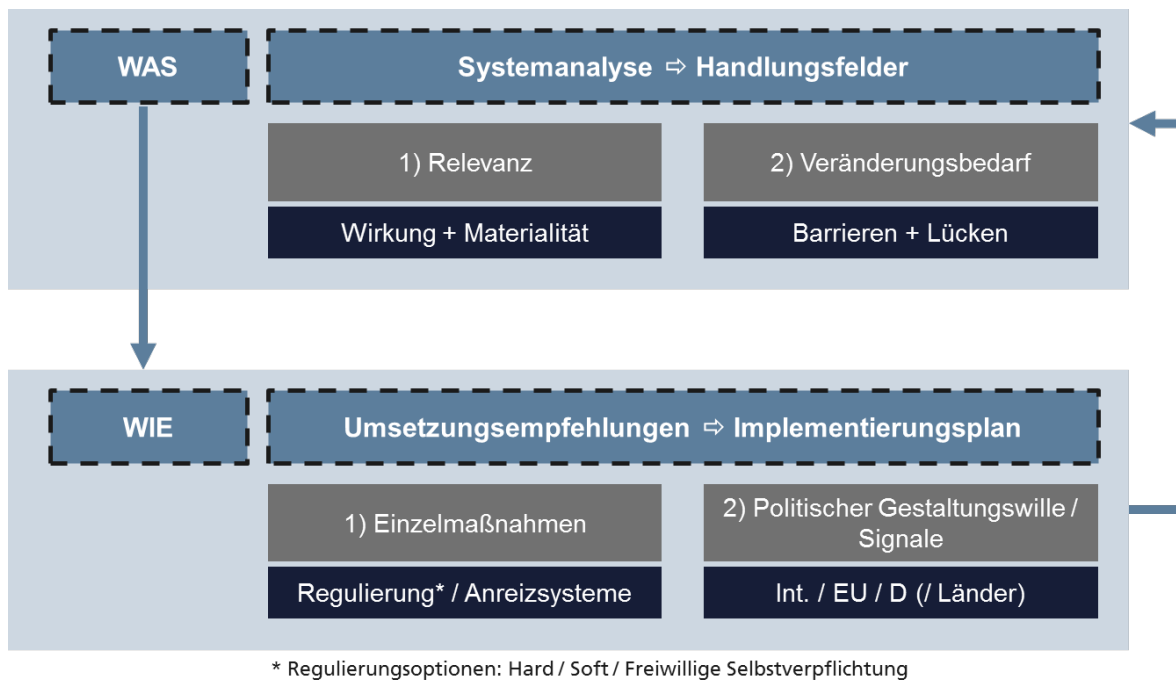 WAS
Systemanalyse ⇨ Handlungsfelder
1) Relevanz
2) Veränderungsbedarf
Wirkung + Materialität
Barrieren + Lücken
WIE
Umsetzungsempfehlungen ⇨ Implementierungsplan
1) Einzelmaßnahmen
2) Politischer Gestaltungswille /
Signale
Regulierung* / Anreizsysteme
Int. / EU / D (/ Länder)
* Regulierungsoptionen: Hard / Soft / Freiwillige Selbstverpflichtung